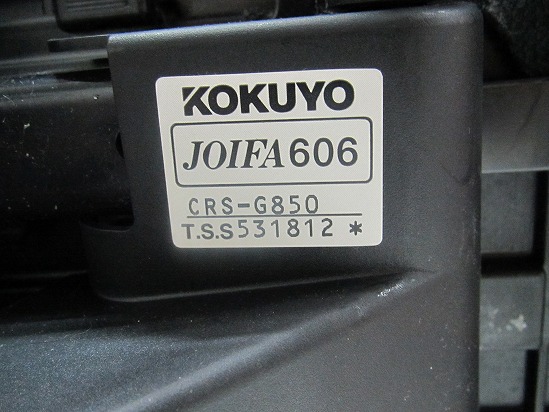 KOKUYO
JOIFA606
CRS-G850
T.S.S531812 *